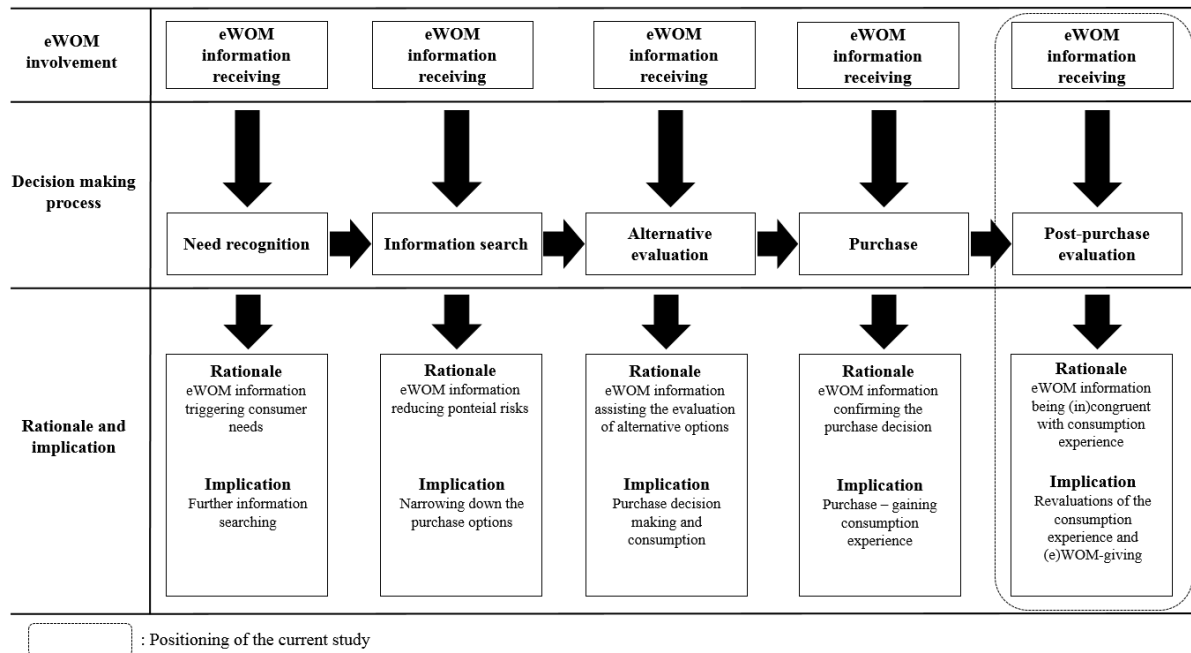 eWOM
involvement
eWOM
information
receiving
eWOM
information
receiving
eWOM
information
receiving
eWOM
information
receiving
eWOM
information
receiving
Decision making
process
Need recognition
Information search
Alternative
evaluation
Purchase
Post-purchase
evaluation
Rationale and
implication
Rationale
eWOM information
triggering consumer
needs
Implication
Further information
searching
Rationale
eWOM information
reducing ponteial risks
Implication
Narrowing down the
purchase options
Rationale
eWOM information
assisting the evaluation
of alternative options
Implication
Purchase decision
making and
consumption
Rationale
eWOM information
confirming the
purchase decision
Implication
Purchase – gaining
consumption
experience
Rationale
eWOM information
being (in)congruent
with consumption
experience
Implication
Revaluations of the
consumption
experience and
(e)WOM-giving
: Positioning of the current study